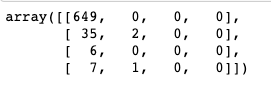 array([[649,   0,   0,   0],
       [ 35,   2,   0,   0],
       [  6,   0,   0,   0],
       [  7,   1,   0,   0]])